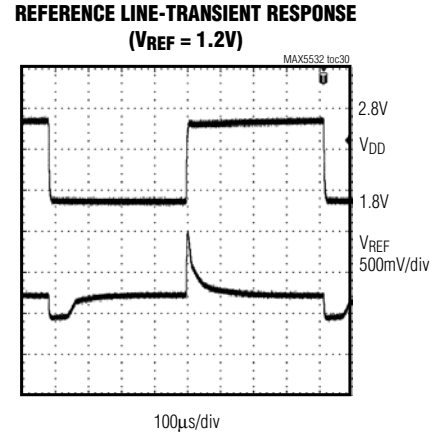 REFERENCE LINE-TRANSIENT RESPONSE
(VREF = 1.2V)
MAX5532 toc30
2.8V
VDD
1.8V
VREF
500mV/div
100µs/div